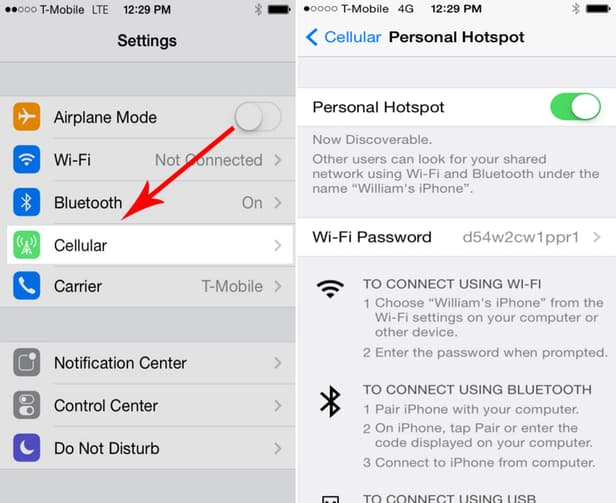 T-Mobile LTE 12:29 PM
Settings
Airplane Mode
Wi-Fi Not Connected
Bluetooth On
Cellular
Carrier T-Mobile
Notification Center
Control Center
Do Not Disturb
T-Mobile 4G 12:29 PM
Cellular Personal Hotspot
Personal Hotspot
Now Discoverable.
Other users can look for your shared
network using Wi-Fi and Bluetooth under the
name “William's iPhone”.
Wi-Fi Password d54w2cw1ppr1
TO CONNECT USING WI-FI
1 Choose “William's iPhone” from the
Wi-Fi settings on your computer or
other device.
2 Enter the password when prompted.
TO CONNECT USING BLUETOOTH
1 Pair iPhone with your computer.
2 On iPhone, tap Pair or enter the
code displayed on your computer.
3 Connect to iPhone from computer.
TO CONNECT USING USB